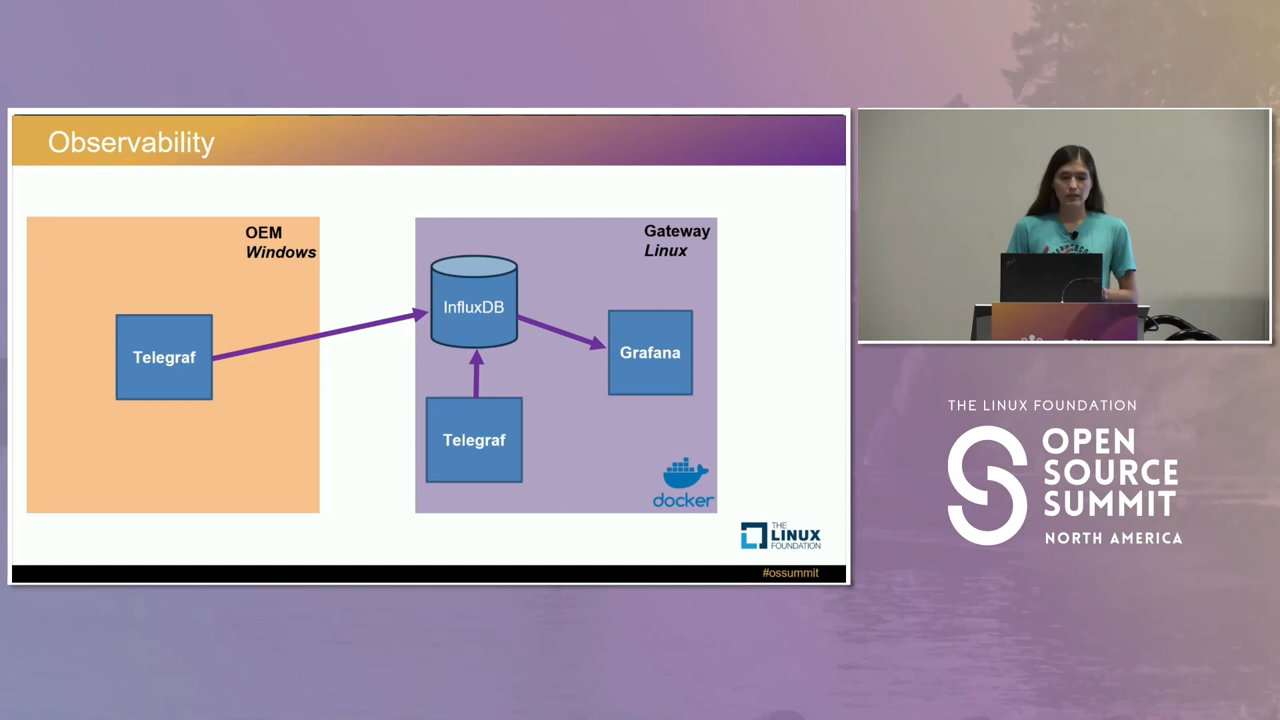 Observability
OEM
Windows
Telegraf
Gateway
Linux
InfluxDB
Grafana
Telegraf
docker
THE
LINUX
FOUNDATION
#ossummit
THE LINUX FOUNDATION
OPEN
SOURCE
SUMMIT
NORTH AMERICA